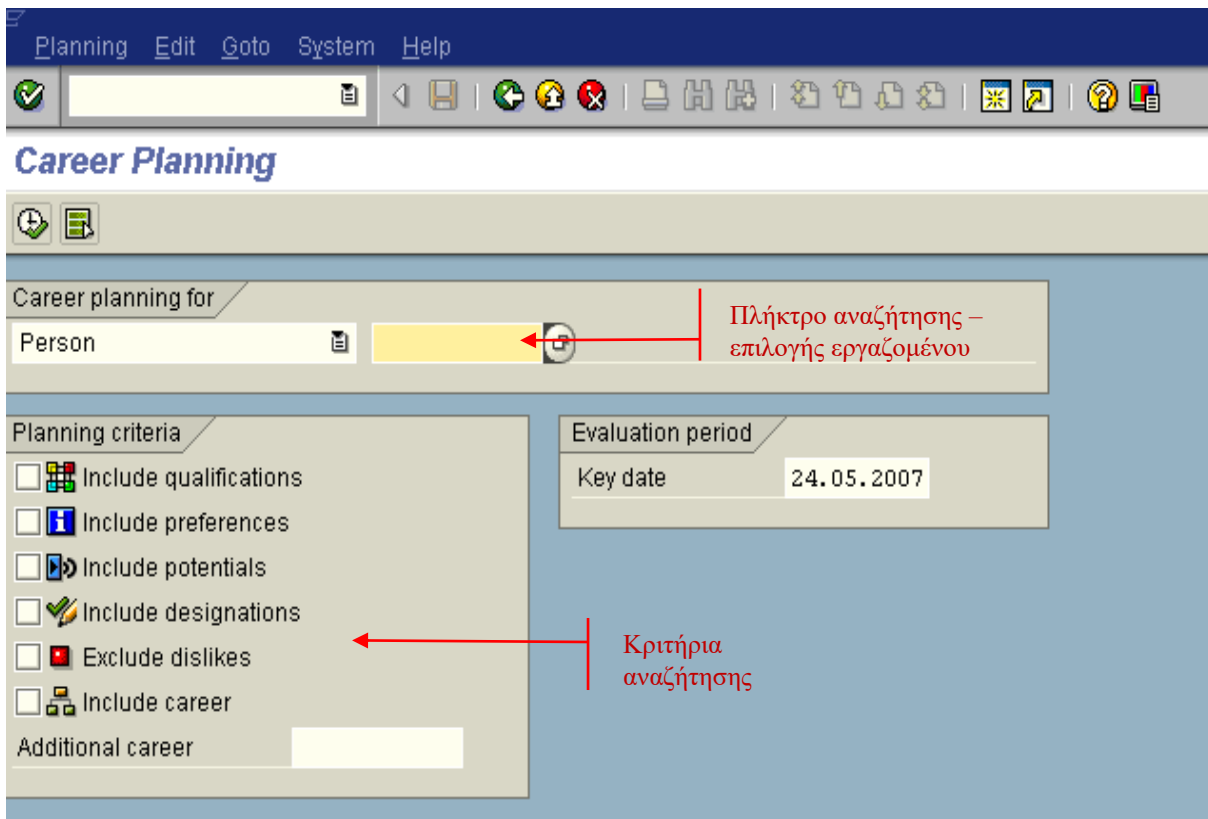 Planning Edit Goto System Help
Career Planning
Career planning for
Person
Πλήκτρο αναζήτησης –
επιλογής εργαζομένου
Planning criteria
Include qualifications
Include preferences
Include potentials
Include designations
Exclude dislikes
Include career
Additional career
Evaluation period
Key date 24.05.2007
Κριτήρια
αναζήτησης